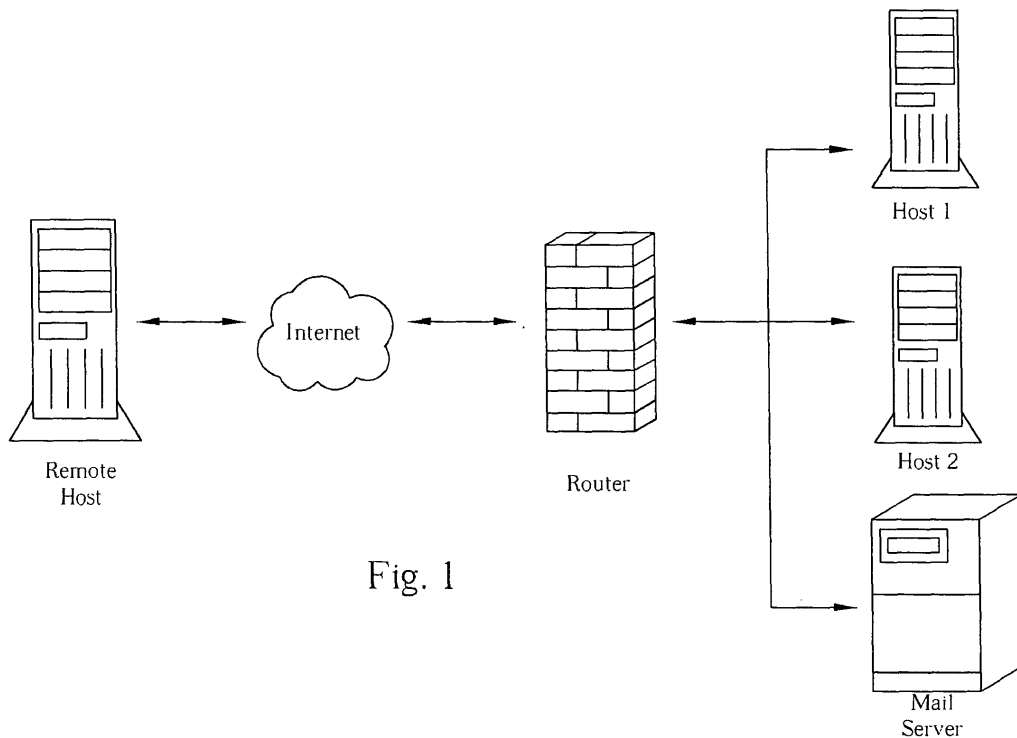 Host 1
Internet
Remote
Host
Router
Host 2
Fig. 1
Mail
Server